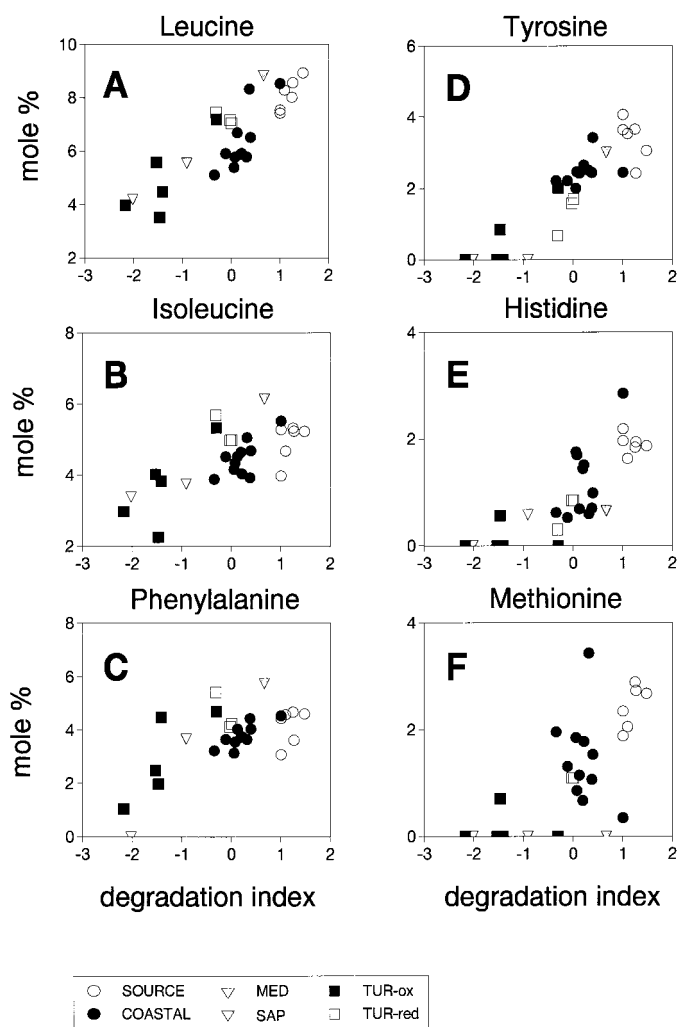 Leucine
A
mole %
10
8
6
4
2
-3 -2 -1 0 1 2
Tyrosine
D
6
4
2
0
-3 -2 -1 0 1 2
Isoleucine
B
mole %
8
6
4
2
-3 -2 -1 0 1 2
Histidine
E
4
2
0
-3 -2 -1 0 1 2
Phenylalanine
C
mole %
8
6
4
2
0
-3 -2 -1 0 1 2
degradation index
Methionine
F
4
2
0
-3 -2 -1 0 1 2
degradation index
SOURCE MED TUR-ox
COASTAL SAP TUR-red